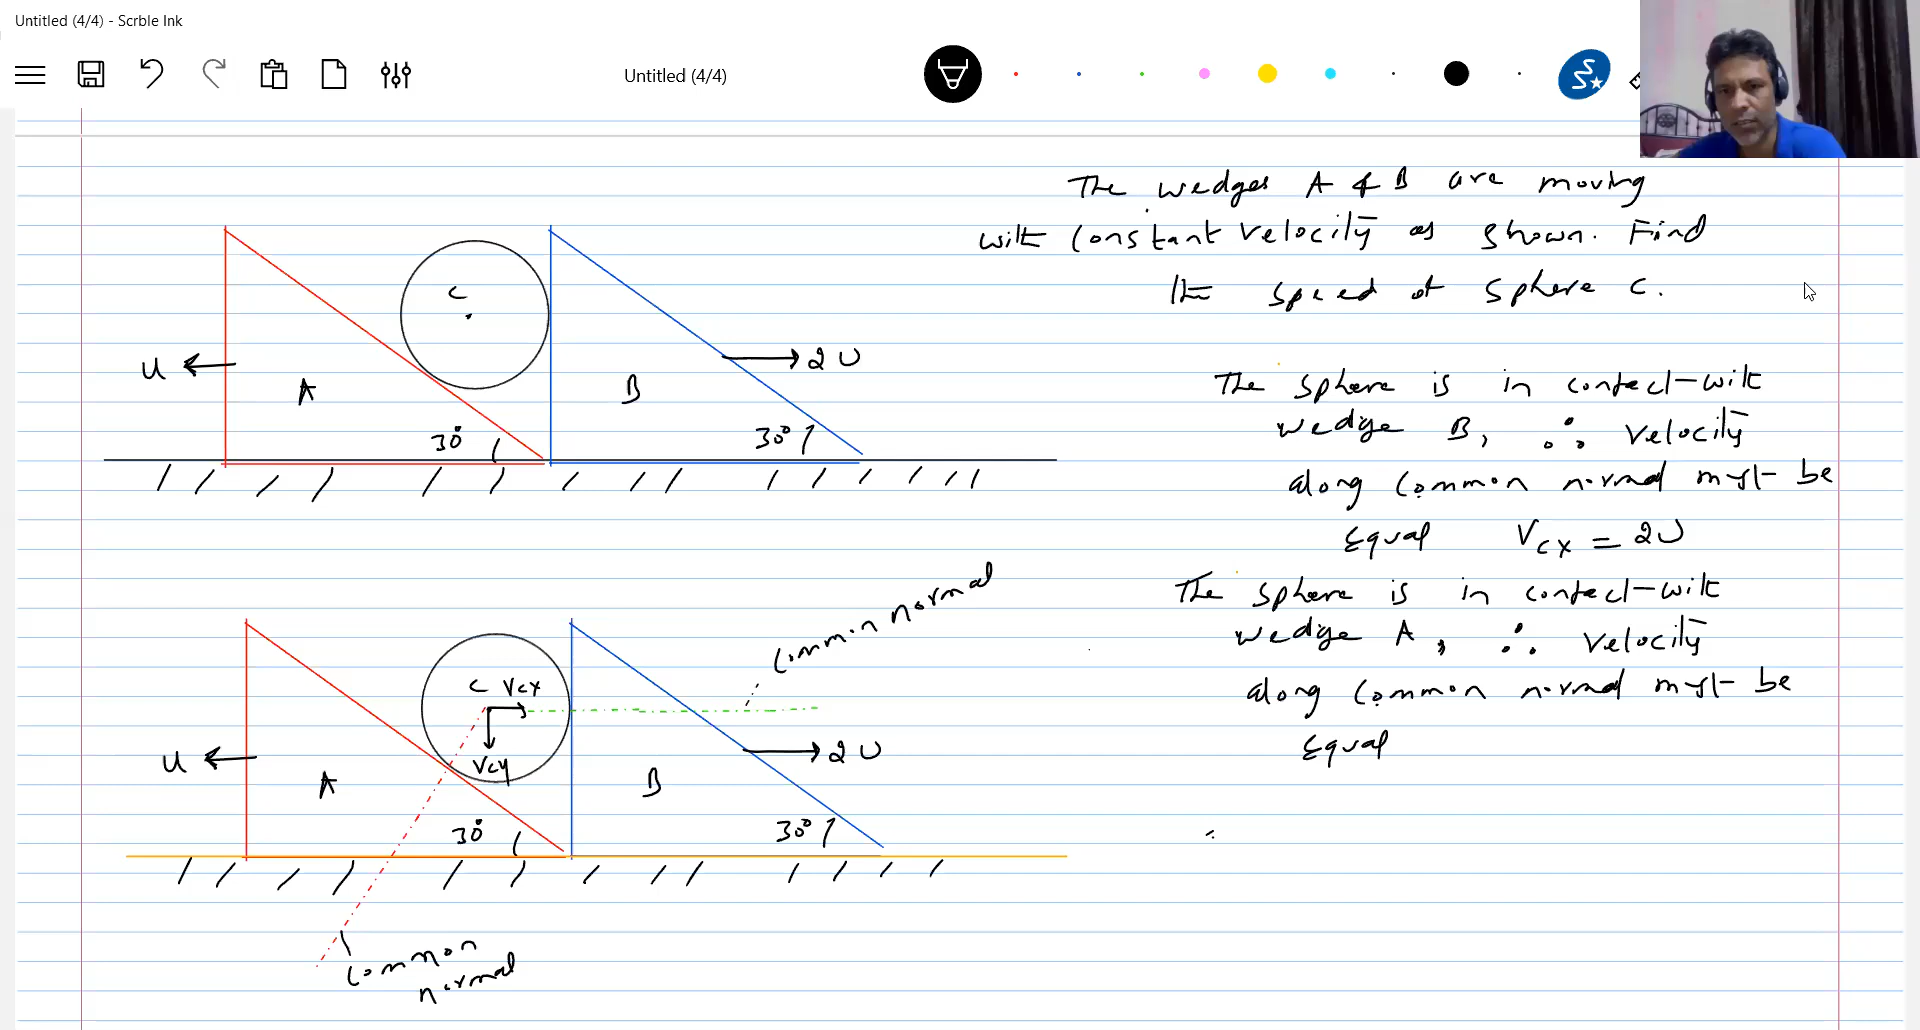 Untitled (4/4) - Scrble Ink
Untitled (4/4)
The wedges A & B are moving
with constant velocity as shown. Find
the speed of sphere C.
C
U
A
B
2U
30°
30°
The sphere is in contact with
wedge B, ∴ velocity
along common normal must be
equal VCX = 2U
The sphere is in contact with
wedge A, ∴ velocity
along common normal must be
equal
common normal
C VCX
VCY
U
A
B
2U
30°
30°
common
normal